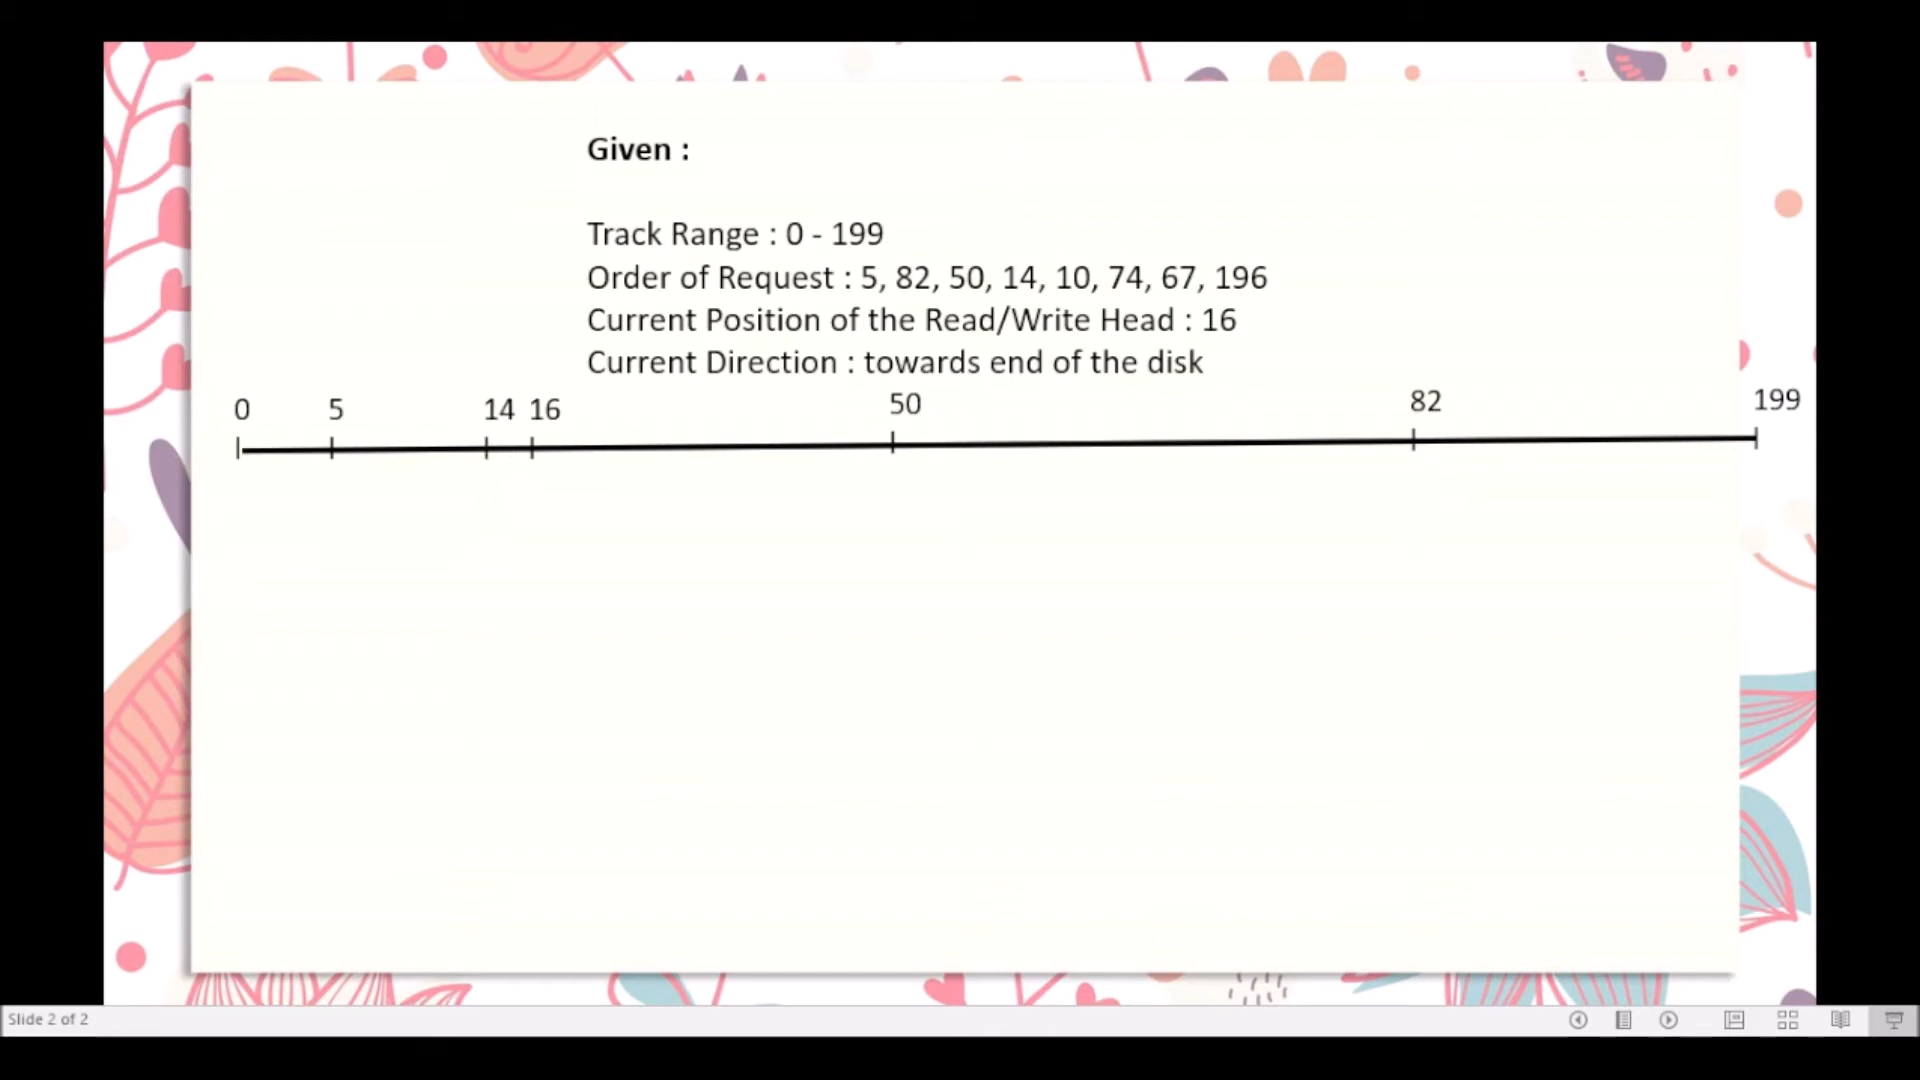 Given :
Track Range : 0 - 199
Order of Request : 5, 82, 50, 14, 10, 74, 67, 196
Current Position of the Read/Write Head : 16
Current Direction : towards end of the disk
0 5 14 16 50 82 199
Slide 2 of 2